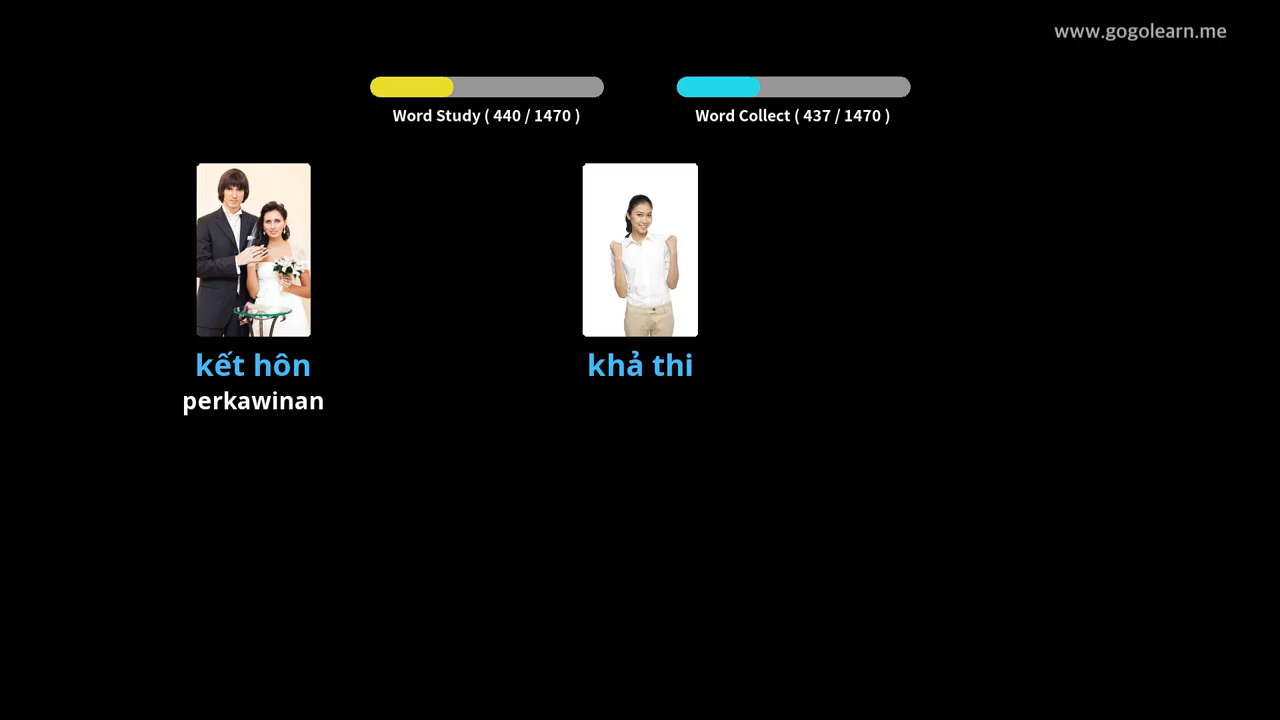 www.gogolearn.me
Word Study ( 440 / 1470 )
Word Collect ( 437 / 1470 )
kết hôn
perkawinan
khả thi